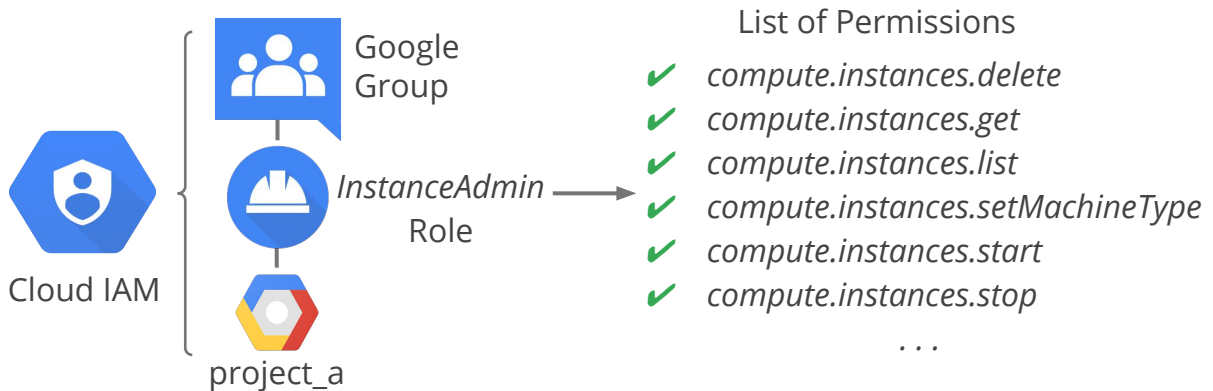 Cloud IAM
Google
Group
InstanceAdmin
Role
project_a
List of Permissions
✔ compute.instances.delete
✔ compute.instances.get
✔ compute.instances.list
✔ compute.instances.setMachineType
✔ compute.instances.start
✔ compute.instances.stop
. . .